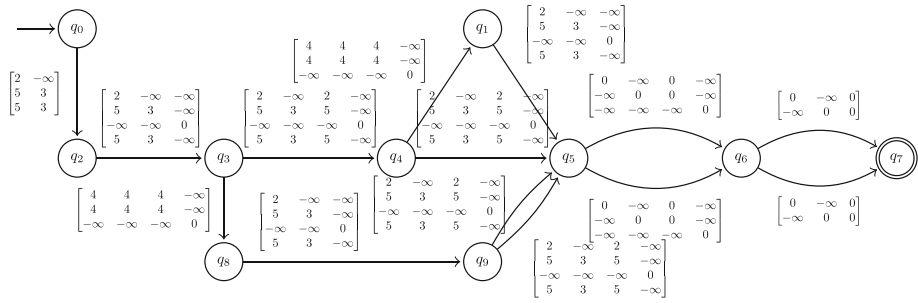 q₀
q₁
[2 -∞ -∞
5 3 -∞
-∞ -∞ 0
5 3 -∞]
[4 4 4 -∞
4 4 4 -∞
-∞ -∞ -∞ 0]
[2 -∞
5 3
5 3]
[2 -∞ -∞
5 3 -∞
-∞ -∞ 0
5 3 -∞]
[2 -∞ 2 -∞
5 3 5 -∞
-∞ -∞ -∞ 0
5 3 5 -∞]
[2 -∞ 2 -∞
5 3 5 -∞
-∞ -∞ -∞ 0
5 3 5 -∞]
[0 -∞ 0 -∞
-∞ 0 0 -∞
-∞ -∞ -∞ 0]
[0 -∞ 0
-∞ 0 0]
q₂
q₃
q₄
q₅
q₆
q₇
[4 4 4 -∞
4 4 4 -∞
-∞ -∞ -∞ 0]
[2 -∞ -∞
5 3 -∞
-∞ -∞ 0
5 3 -∞]
[2 -∞ 2 -∞
5 3 5 -∞
-∞ -∞ -∞ 0
5 3 5 -∞]
[0 -∞ 0 -∞
-∞ 0 0 -∞
-∞ -∞ -∞ 0]
[0 -∞ 0
-∞ 0 0]
q₈
q₉
[2 -∞ 2 -∞
5 3 5 -∞
-∞ -∞ -∞ 0
5 3 5 -∞]